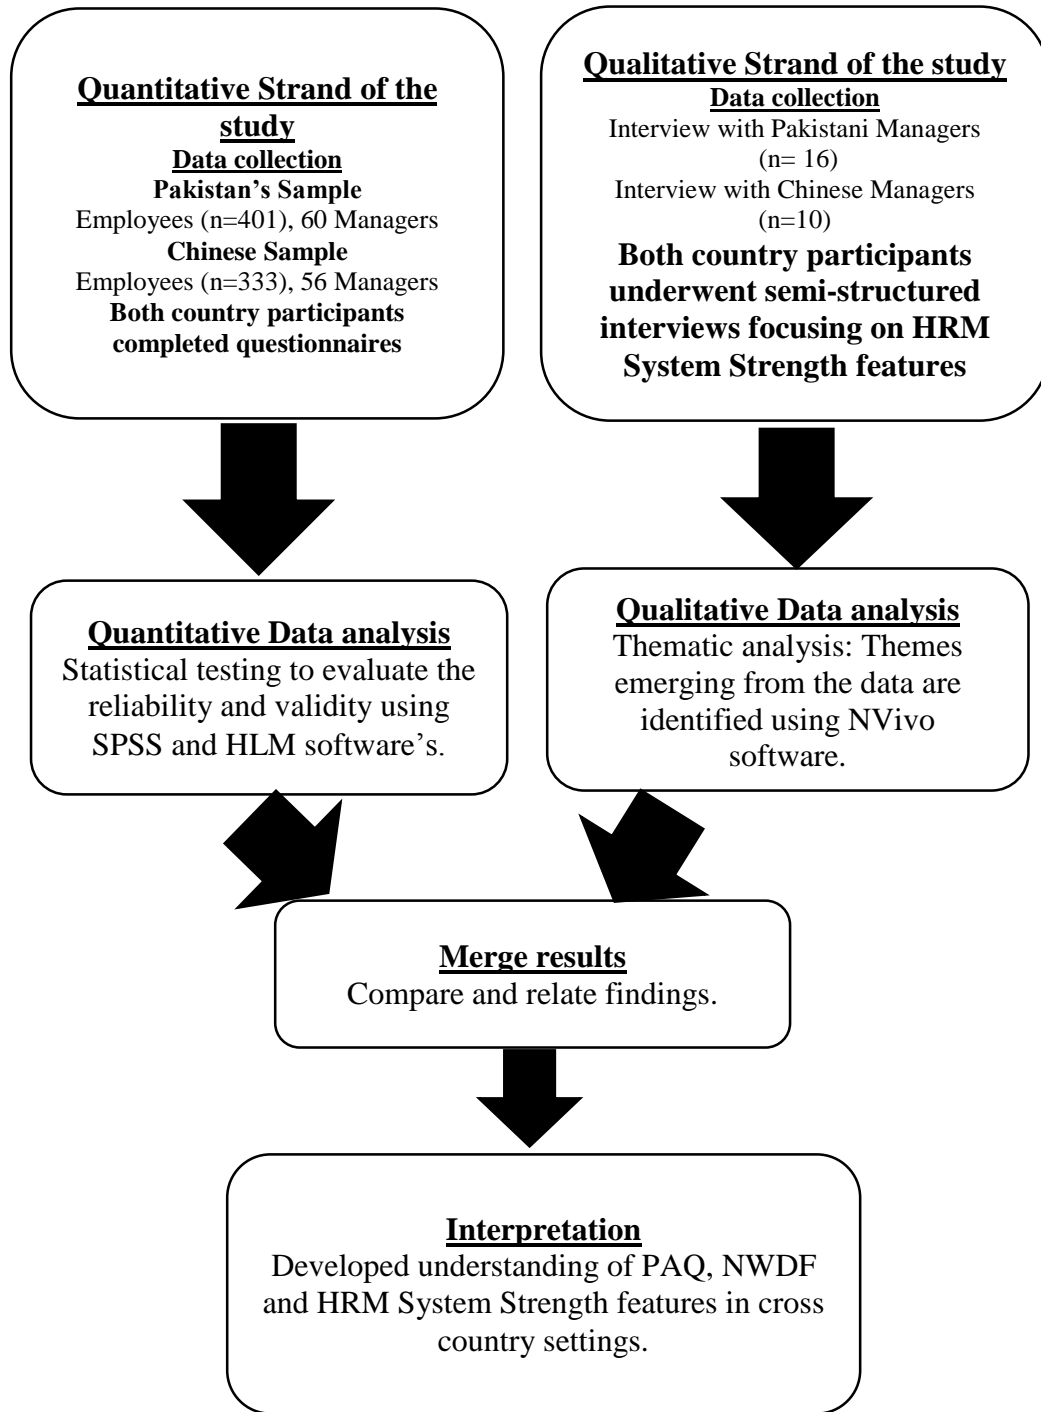 Quantitative Strand of the
study
Data collection
Pakistan’s Sample
Employees (n=401), 60 Managers
Chinese Sample
Employees (n=333), 56 Managers
Both country participants
completed questionnaires
Qualitative Strand of the study
Data collection
Interview with Pakistani Managers
(n= 16)
Interview with Chinese Managers
(n=10)
Both country participants
underwent semi-structured
interviews focusing on HRM
System Strength features
Quantitative Data analysis
Statistical testing to evaluate the
reliability and validity using
SPSS and HLM software’s.
Qualitative Data analysis
Thematic analysis: Themes
emerging from the data are
identified using NVivo
software.
Merge results
Compare and relate findings.
Interpretation
Developed understanding of PAQ, NWDF
and HRM System Strength features in cross
country settings.